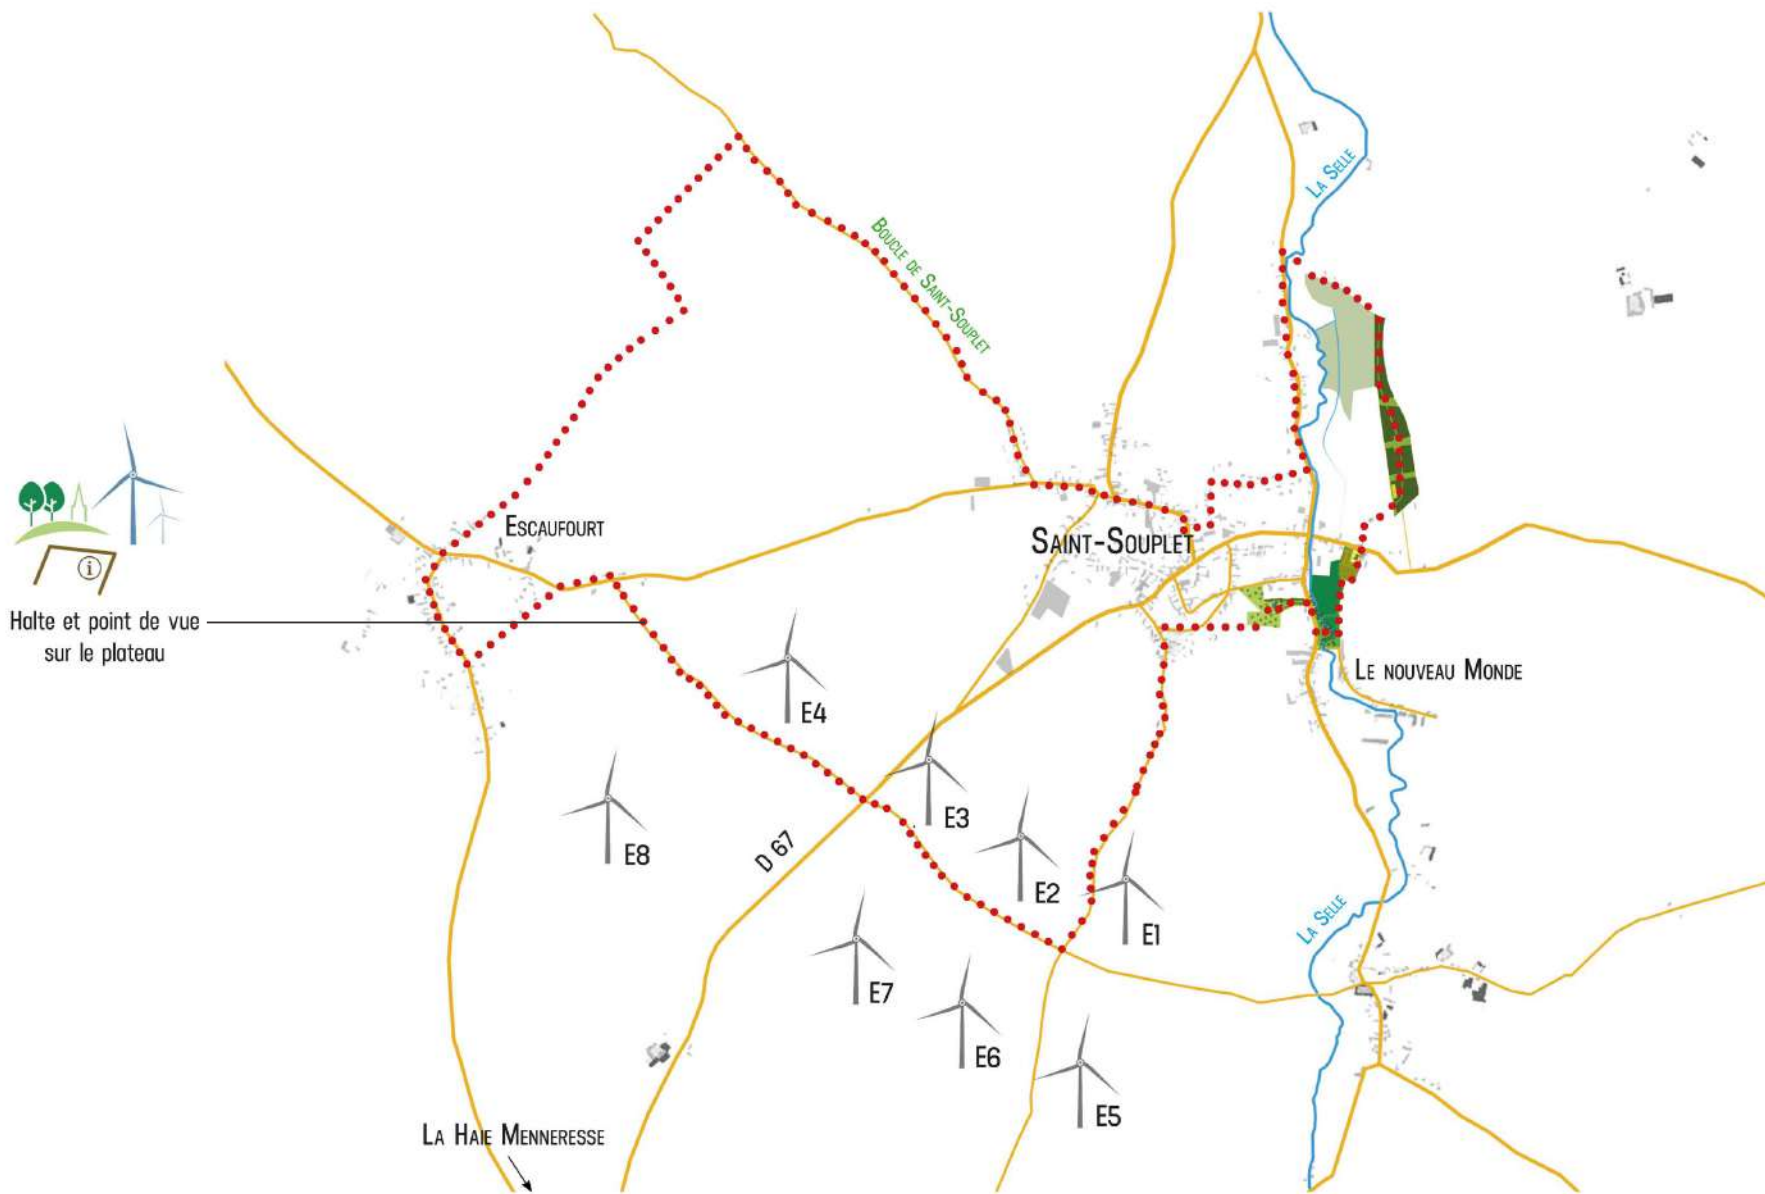 La Selle
Boucle de Saint-Souplet
Escaufourt
Saint-Souplet
i
Halte et point de vue
sur le plateau
Le nouveau Monde
E4
E3
D 67
E8
E2
E1
La Selle
E7
E6
E5
La Haie Menneresse